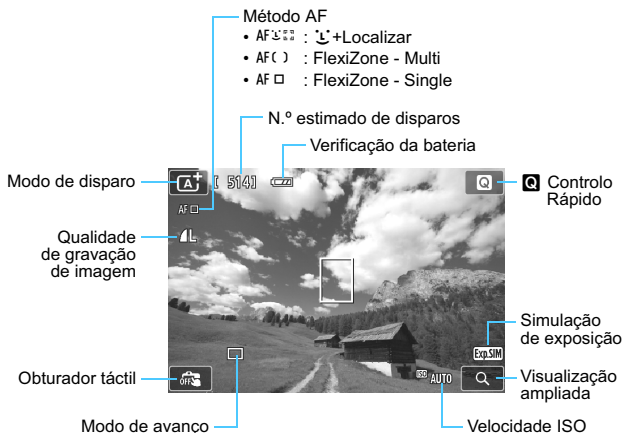 Método AF
• AF : +Localizar
• AF( ) : FlexiZone - Multi
• AF □ : FlexiZone - Single
N.º estimado de disparos
Verificação da bateria
Modo de disparo
A+
[ 514]
Q
Q Controlo
Rápido
AF □
Qualidade
de gravação
de imagem
L
Simulação
de exposição
Exp.SIM
Obturador táctil
OFF
ISO AUTO
Visualização
ampliada
Modo de avanço
Velocidade ISO